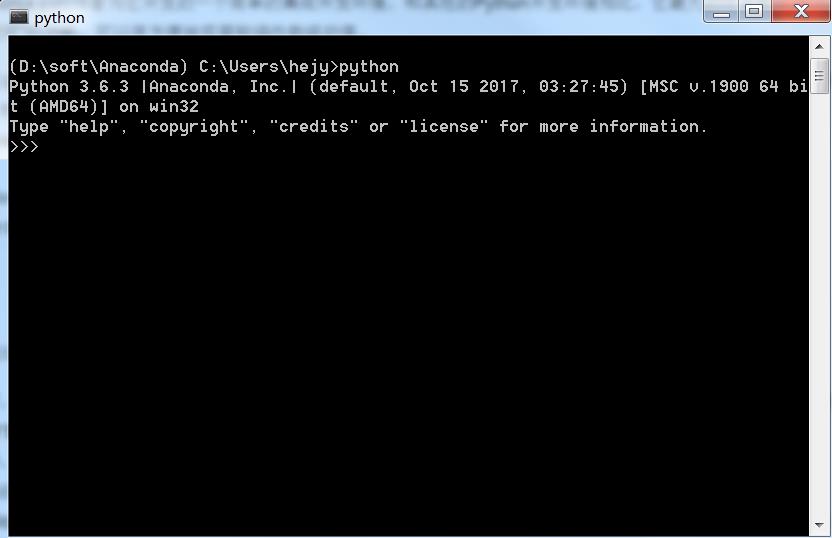 python
(D:\soft\Anaconda) C:\Users\hejy>python
Python 3.6.3 |Anaconda, Inc.| (default, Oct 15 2017, 03:27:45) [MSC v.1900 64 bi
t (AMD64)] on win32
Type "help", "copyright", "credits" or "license" for more information.
>>>